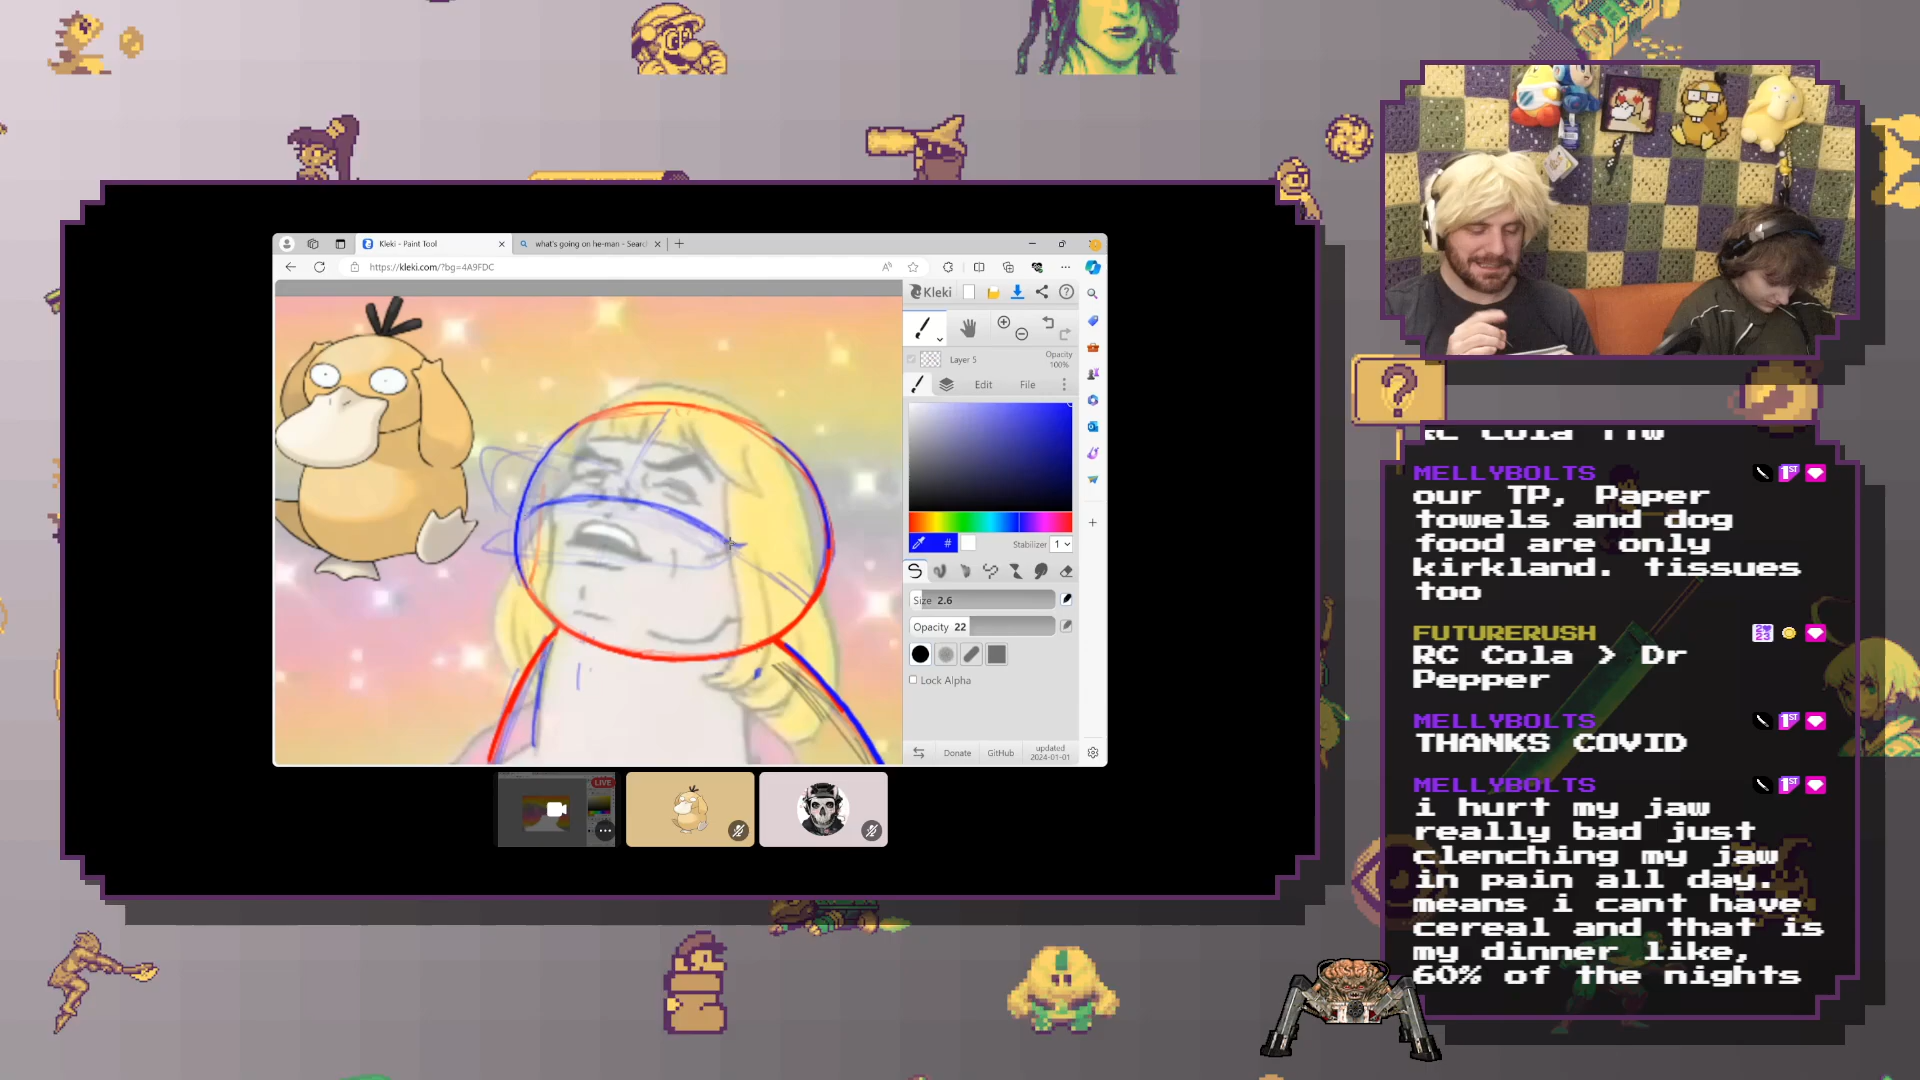 Kleki - Paint Tool
what's going on he-man - Searc
https://kleki.com/?bg=4A9FDC
Kleki
Layer 5
Opacity
100%
Edit
File
Stabilizer 1
Size 2.6
Opacity 22
Lock Alpha
Donate
GitHub
updated
2024-01-01
LIVE
MELLYBOLTS
our TP, Paper
towels and dog
food are only
kirkland. tissues
too
FUTURERUSH
RC Cola > Dr
Pepper
MELLYBOLTS
THANKS COVID
MELLYBOLTS
i hurt my jaw
really bad just
clenching my jaw
in pain all day.
means i cant have
cereal and that is
my dinner like,
60% of the nights